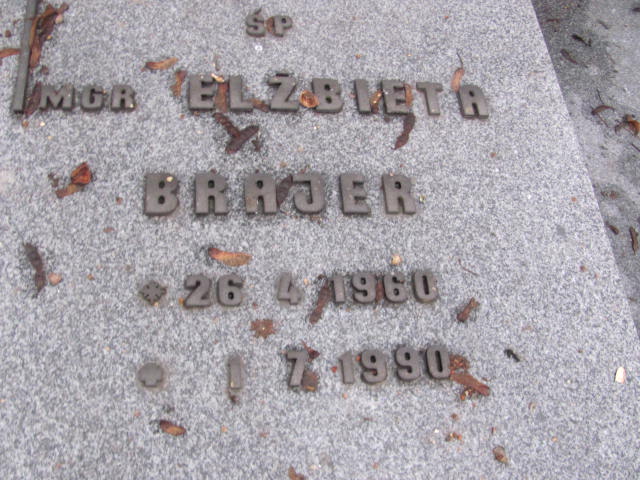 ŚP
MGR ELŻBIETA
BRAJER
* 26 4 1960
+ 1 7 1990